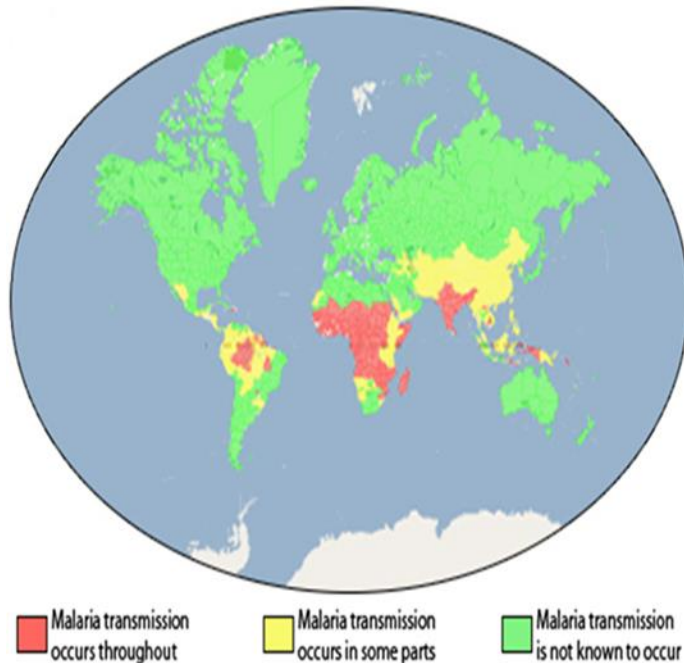 Malaria transmission
occurs throughout
Malaria transmission
occurs in some parts
Malaria transmission
is not known to occur